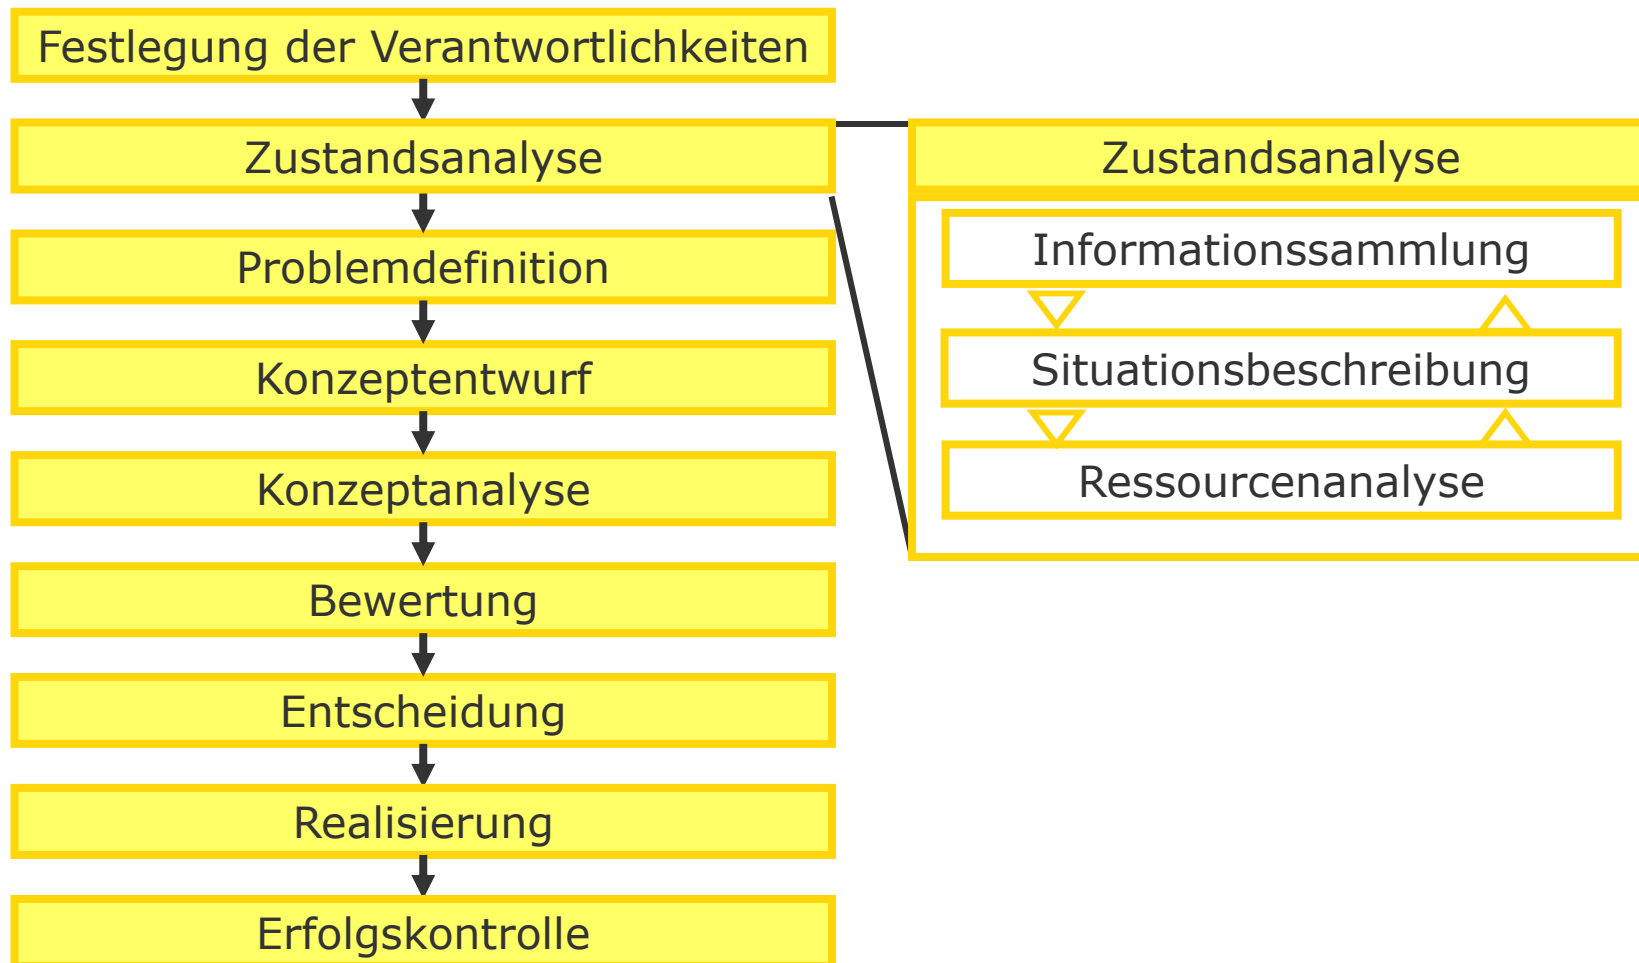 Festlegung der Verantwortlichkeiten
Zustandsanalyse
Problemdefinition
Konzeptentwurf
Konzeptanalyse
Bewertung
Entscheidung
Realisierung
Erfolgskontrolle
Zustandsanalyse
Informationssammlung
Situationsbeschreibung
Ressourcenanalyse